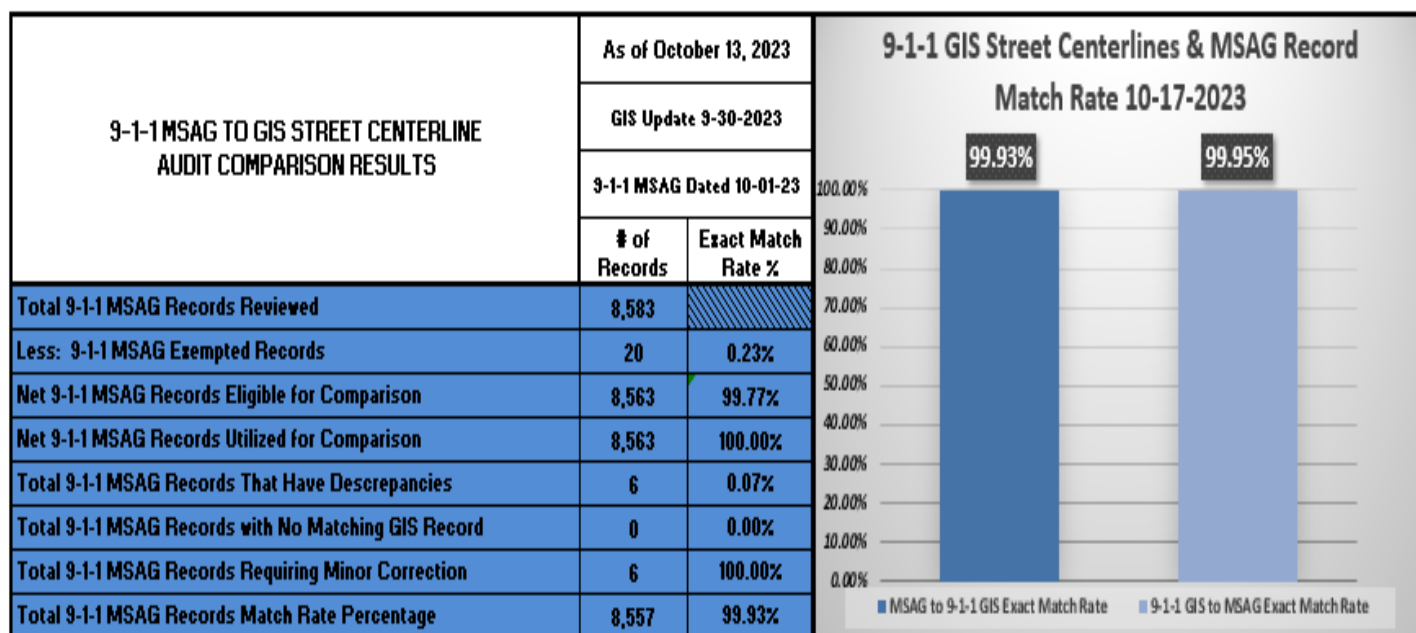 9-1-1 MSAG TO GIS STREET CENTERLINE
AUDIT COMPARISON RESULTS
As of October 13, 2023
GIS Update 9-30-2023
9-1-1 MSAG Dated 10-01-23
# of
Records
Exact Match
Rate %
Total 9-1-1 MSAG Records Reviewed 8,583
Less: 9-1-1 MSAG Exempted Records 20 0.23%
Net 9-1-1 MSAG Records Eligible for Comparison 8,563 99.77%
Net 9-1-1 MSAG Records Utilized for Comparison 8,563 100.00%
Total 9-1-1 MSAG Records That Have Descrepancies 6 0.07%
Total 9-1-1 MSAG Records with No Matching GIS Record 0 0.00%
Total 9-1-1 MSAG Records Requiring Minor Correction 6 100.00%
Total 9-1-1 MSAG Records Match Rate Percentage 8,557 99.93%
9-1-1 GIS Street Centerlines & MSAG Record
Match Rate 10-17-2023
99.93% 99.95%
100.00%
90.00%
80.00%
70.00%
60.00%
50.00%
40.00%
30.00%
20.00%
10.00%
0.00%
MSAG to 9-1-1 GIS Exact Match Rate 9-1-1 GIS to MSAG Exact Match Rate